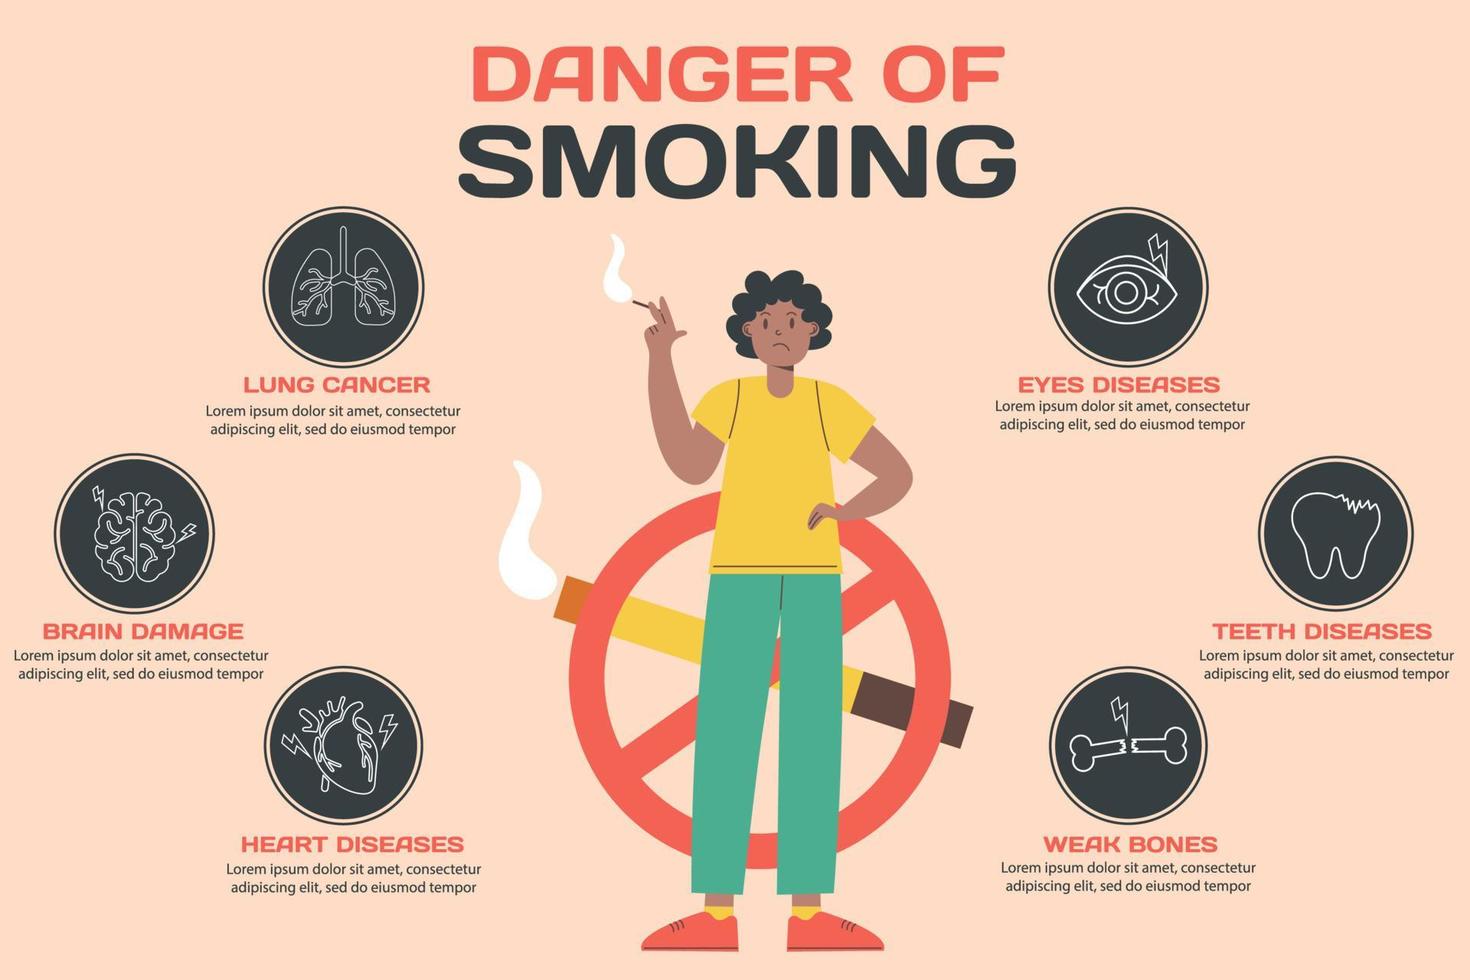 DANGER OF
SMOKING
LUNG CANCER
Lorem ipsum dolor sit amet, consectetur
adipiscing elit, sed do eiusmod tempor
BRAIN DAMAGE
Lorem ipsum dolor sit amet, consectetur
adipiscing elit, sed do eiusmod tempor
HEART DISEASES
Lorem ipsum dolor sit amet, consectetur
adipiscing elit, sed do eiusmod tempor
EYES DISEASES
Lorem ipsum dolor sit amet, consectetur
adipiscing elit, sed do eiusmod tempor
TEETH DISEASES
Lorem ipsum dolor sit amet, consectetur
adipiscing elit, sed do eiusmod tempor
WEAK BONES
Lorem ipsum dolor sit amet, consectetur
adipiscing elit, sed do eiusmod tempor